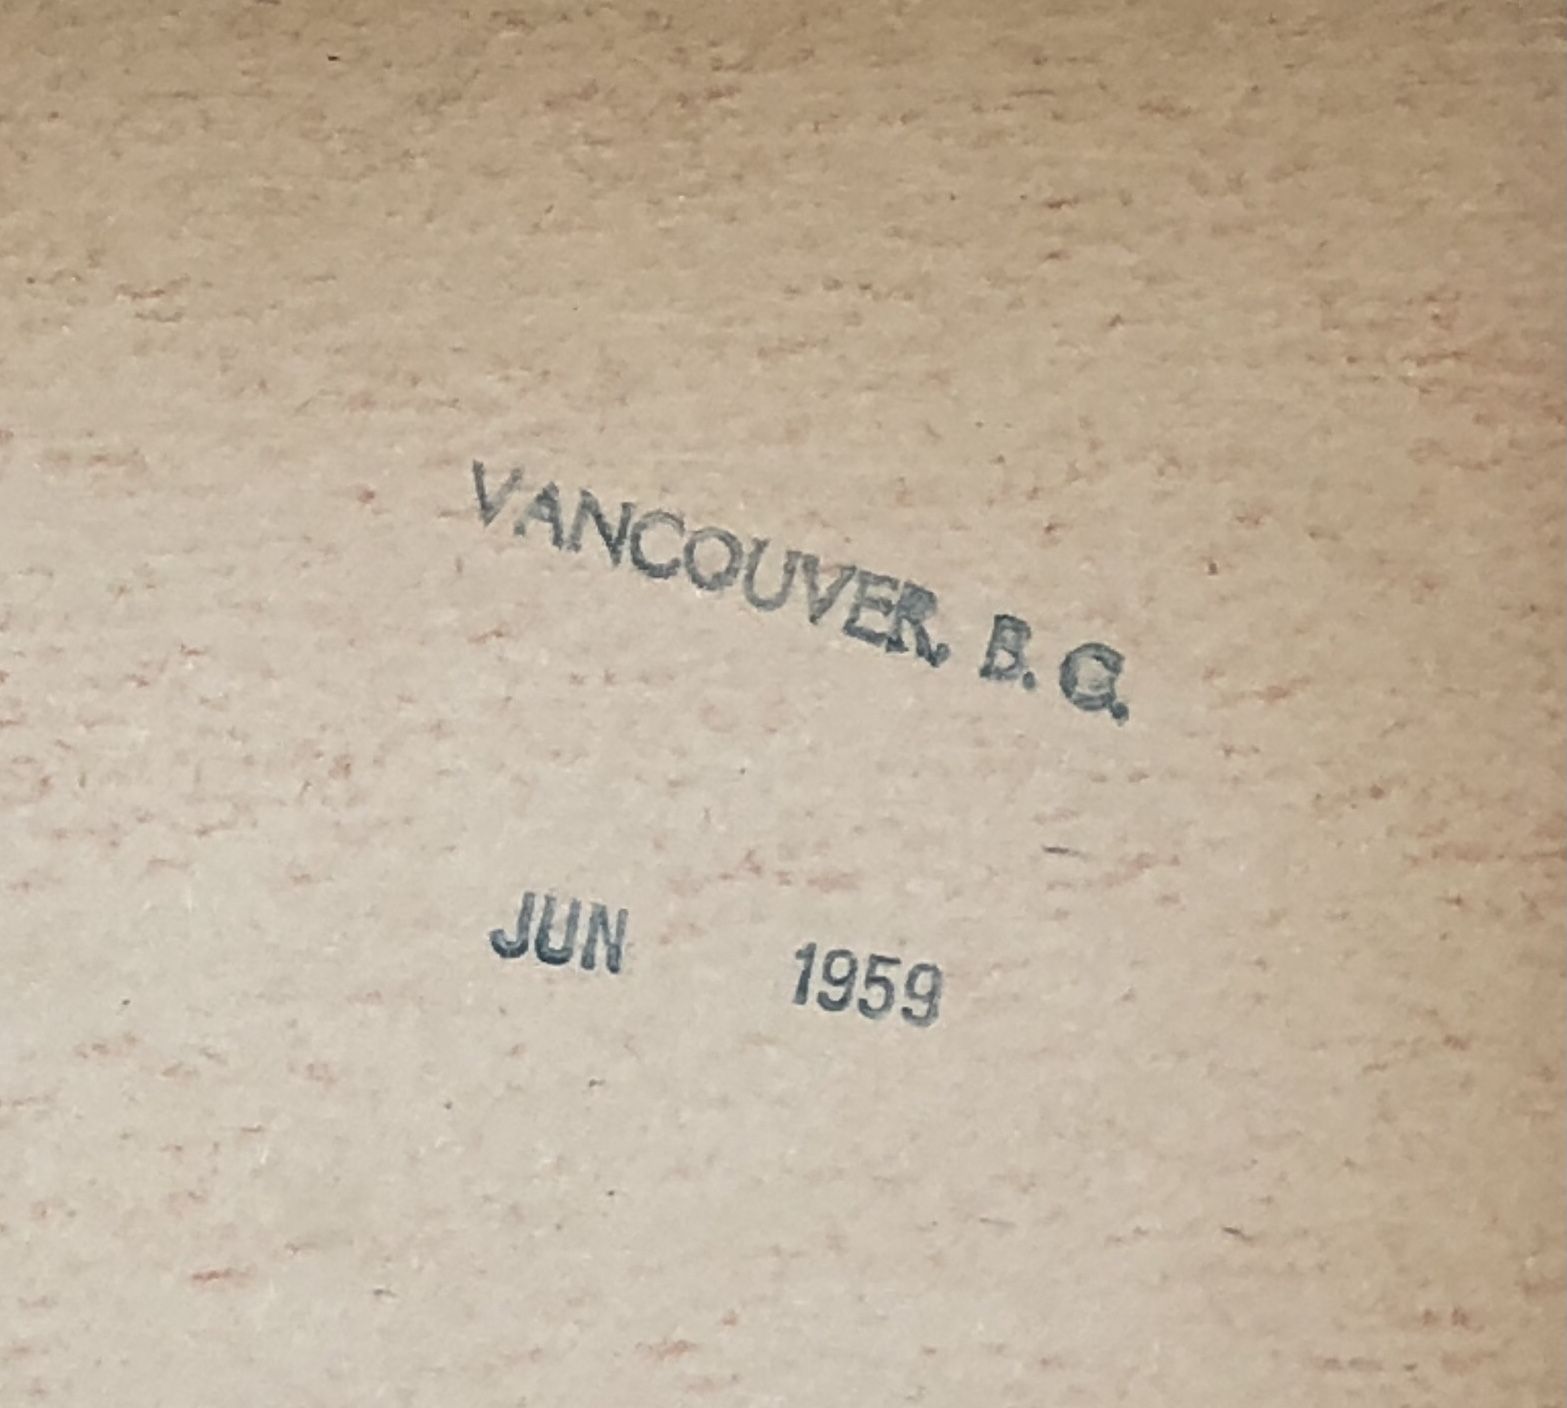 VANCOUVER, B. C.
JUN 1959